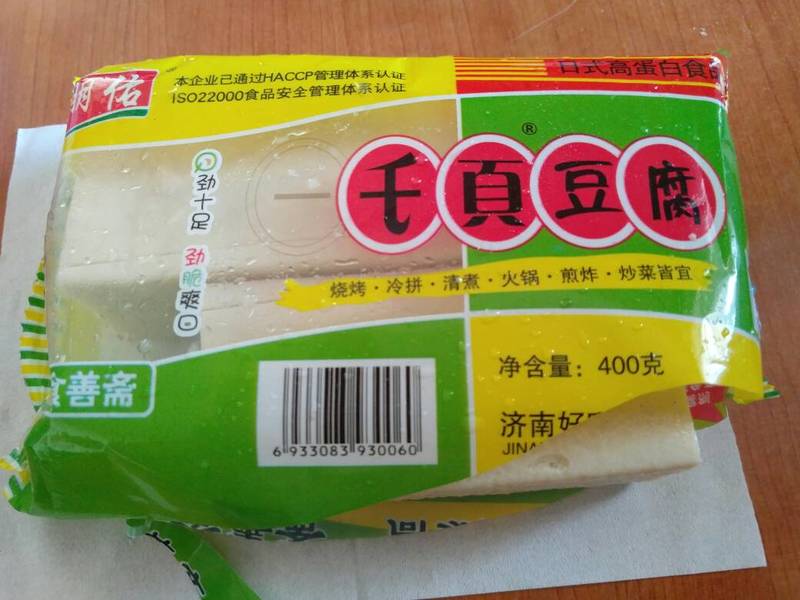 明佑
本企业已通过HACCP管理体系认证
ISO22000食品安全管理体系认证
日式高蛋白食品
®
千頁豆腐
Q劲十足
劲脆嫩口
烧烤·冷拼·清煮·火锅·煎炸·炒菜皆宜
食善斋
净含量：400克
济南好
JINA
6 933083 930060